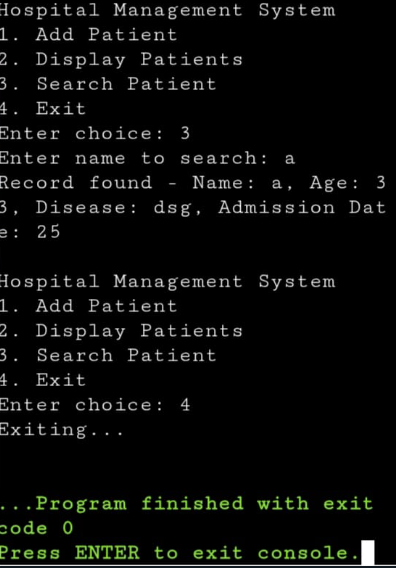 Hospital Management System
1. Add Patient
2. Display Patients
3. Search Patient
4. Exit
Enter choice: 3
Enter name to search: a
Record found - Name: a, Age: 3
3, Disease: dsg, Admission Dat
e: 25
Hospital Management System
1. Add Patient
2. Display Patients
3. Search Patient
4. Exit
Enter choice: 4
Exiting...
...Program finished with exit
code 0
Press ENTER to exit console.